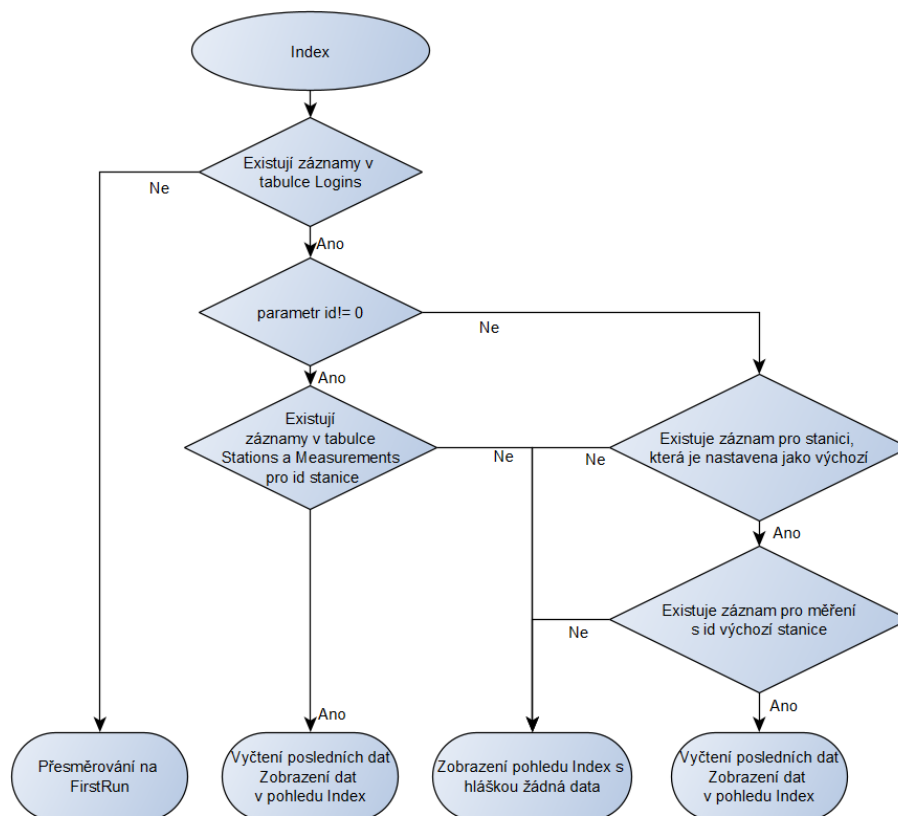 Index
Existují záznamy v
tabulce Logins
Ne
Ano
parametr id!= 0
Ne
Ano
Existují
záznamy v tabulce
Stations a Measurements
pro id stanice
Ne
Ne
Existuje záznam pro stanici,
která je nastavena jako výchozí
Ano
Existuje záznam pro měření
s id výchozí stanice
Ne
Ano
Ano
Přesměrování na
FirstRun
Vyčtení posledních dat
Zobrazení dat
v pohledu Index
Zobrazení pohledu Index s
hláškou žádná data
Vyčtení posledních dat
Zobrazení dat
v pohledu Index